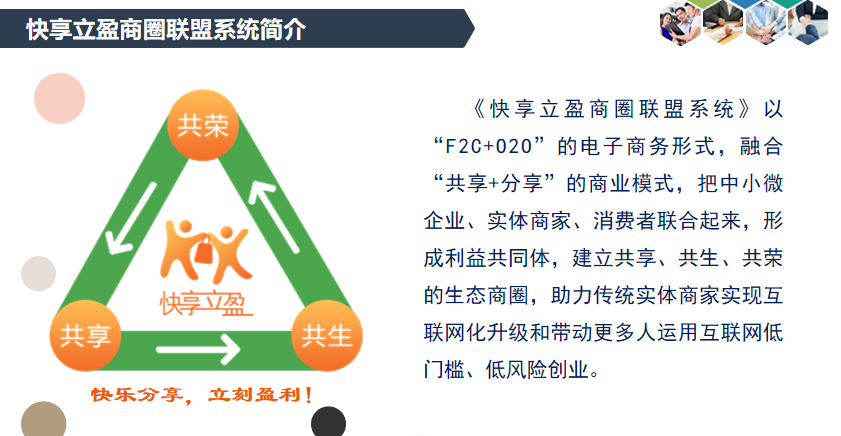 快享立盈商圈联盟系统简介
共荣
快享立盈
共享
共生
快乐分享，立刻盈利！
《快享立盈商圈联盟系统》以
“F2C+O2O”的电子商务形式，融合
“共享+分享”的商业模式，把中小微
企业、实体商家、消费者联合起来，形
成利益共同体，建立共享、共生、共荣
的生态商圈，助力传统实体商家实现互
联网化升级和带动更多人运用互联网低
门槛、低风险创业。